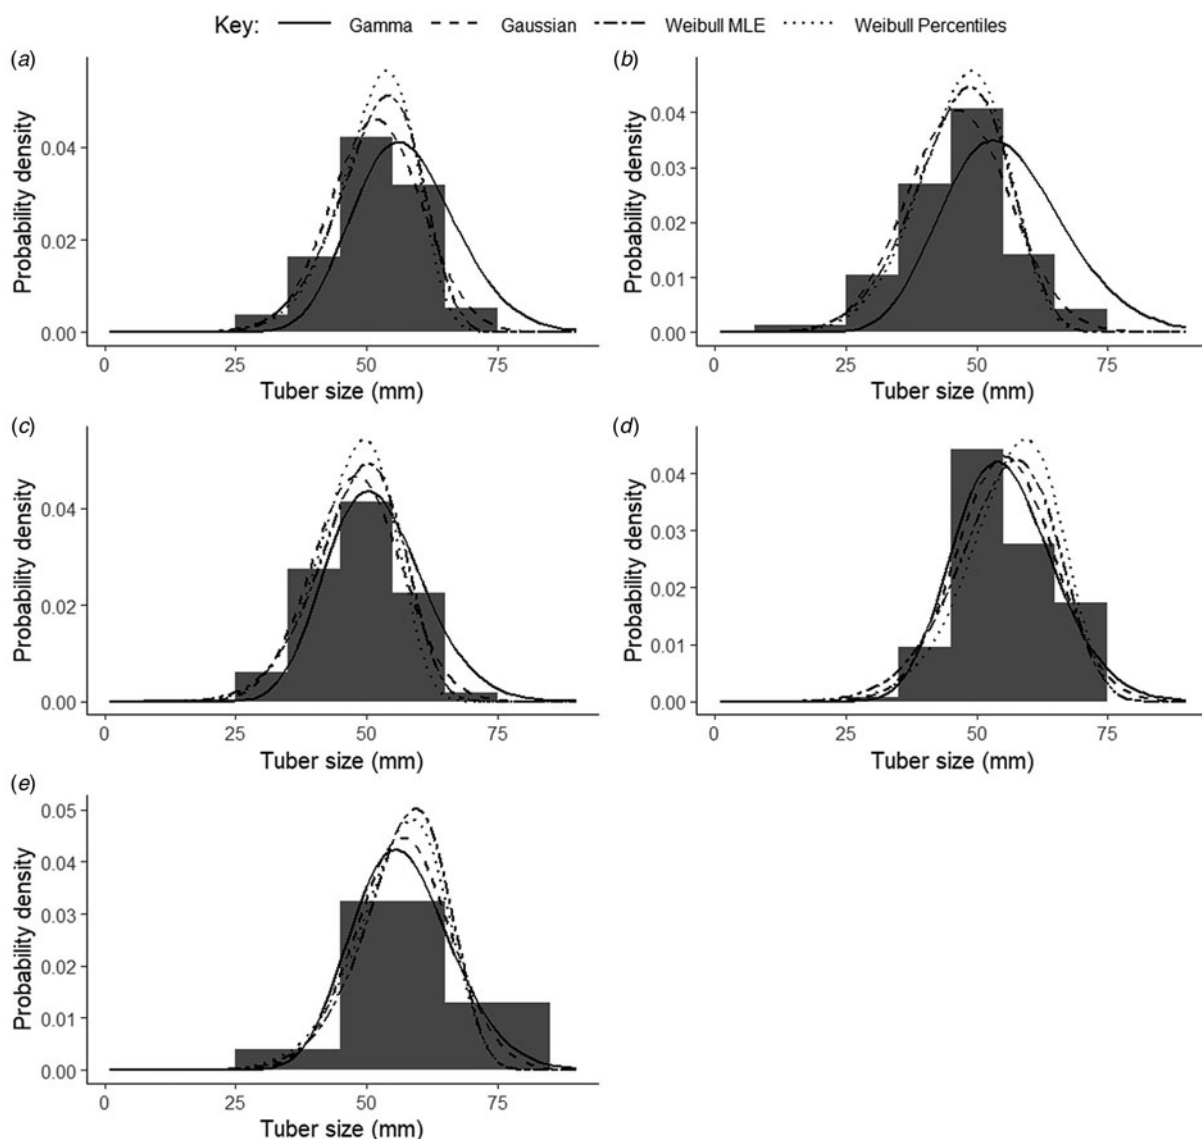 Key: Gamma Gaussian Weibull MLE Weibull Percentiles
(a)
Probability density
0.04
0.02
0.00
0 25 50 75
Tuber size (mm)
(b)
Probability density
0.04
0.03
0.02
0.01
0.00
0 25 50 75
Tuber size (mm)
(c)
Probability density
0.04
0.02
0.00
0 25 50 75
Tuber size (mm)
(d)
Probability density
0.04
0.03
0.02
0.01
0.00
0 25 50 75
Tuber size (mm)
(e)
Probability density
0.05
0.04
0.03
0.02
0.01
0.00
0 25 50 75
Tuber size (mm)